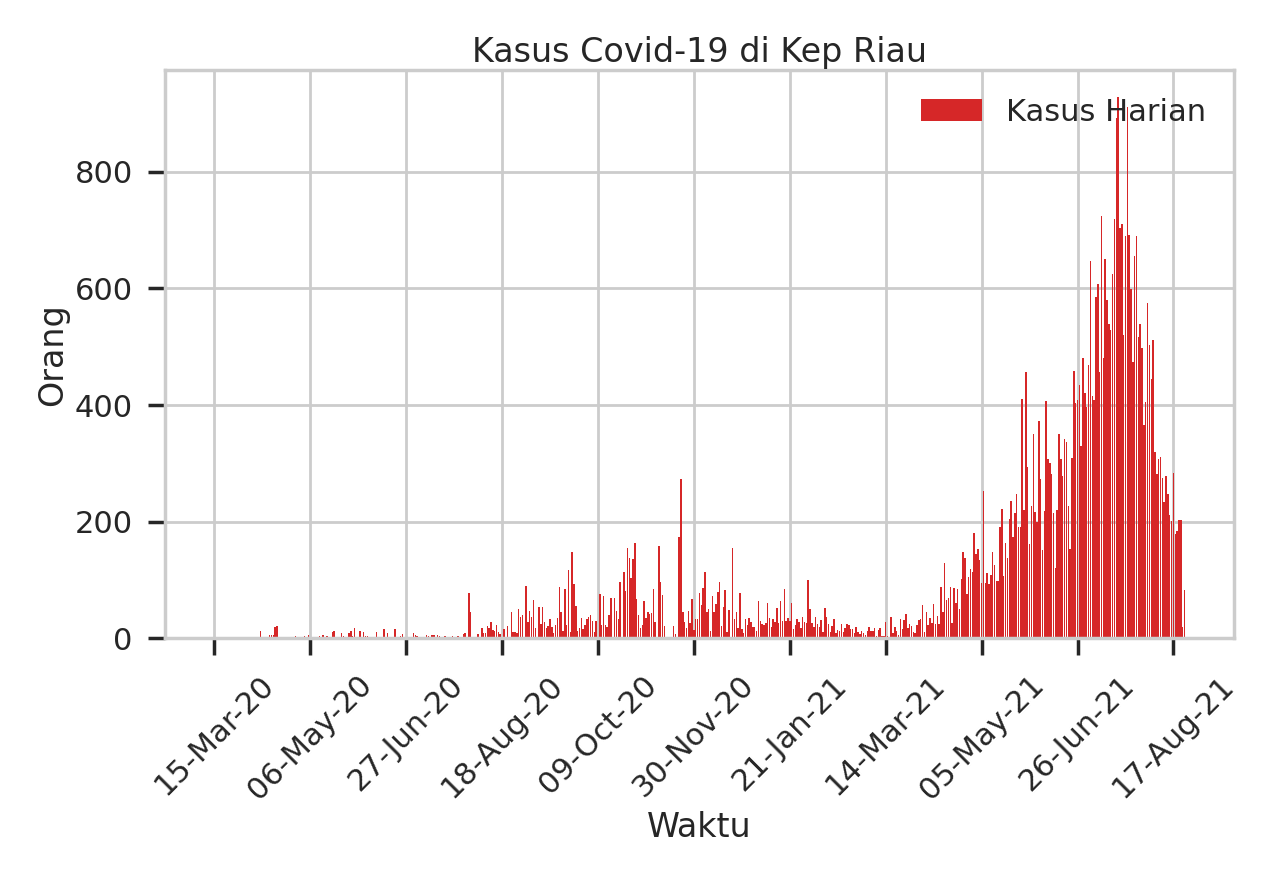 Kasus Covid-19 di Kep Riau
Kasus Harian
Orang
800
600
400
200
0
15-Mar-20
06-May-20
27-Jun-20
18-Aug-20
09-Oct-20
30-Nov-20
21-Jan-21
14-Mar-21
05-May-21
26-Jun-21
17-Aug-21
Waktu